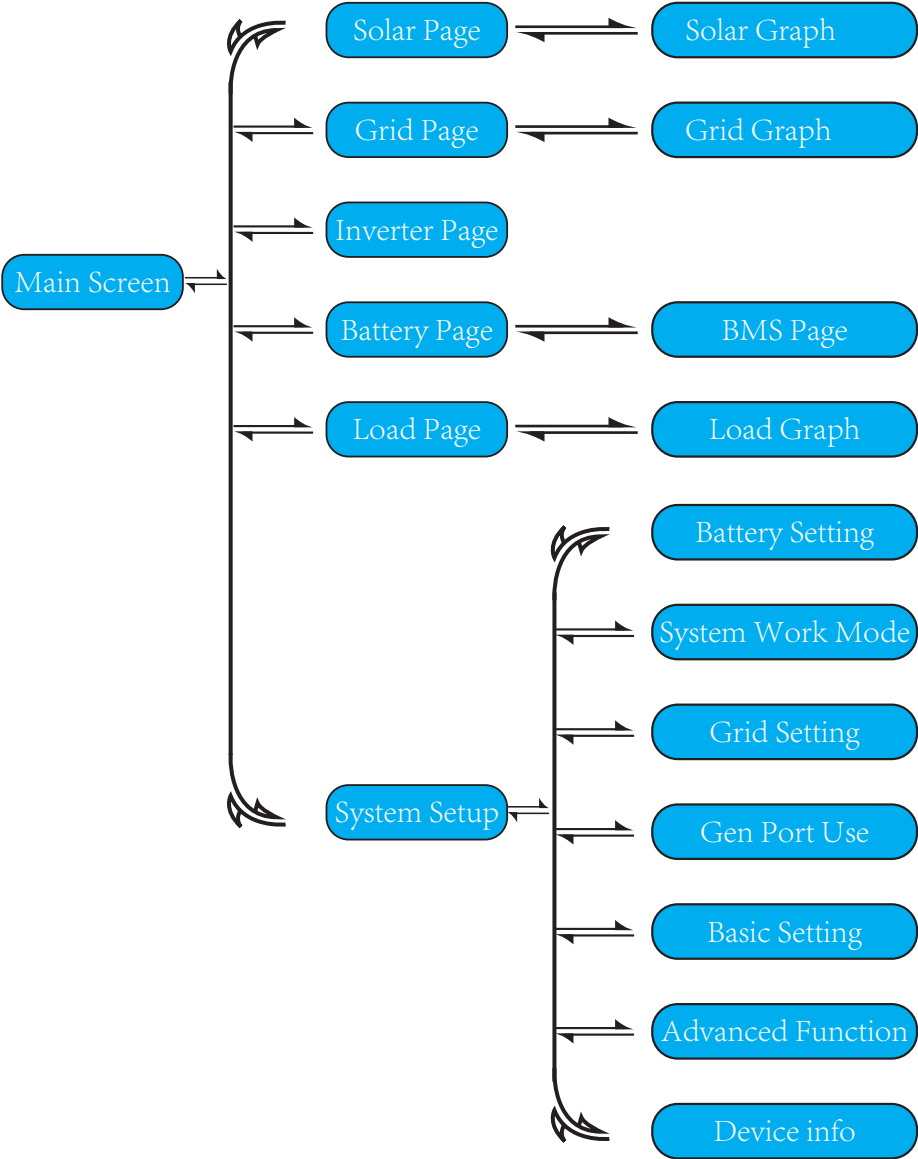 Solar Page
Solar Graph
Grid Page
Grid Graph
Inverter Page
Main Screen
Battery Page
BMS Page
Load Page
Load Graph
Battery Setting
System Work Mode
Grid Setting
System Setup
Gen Port Use
Basic Setting
Advanced Function
Device info